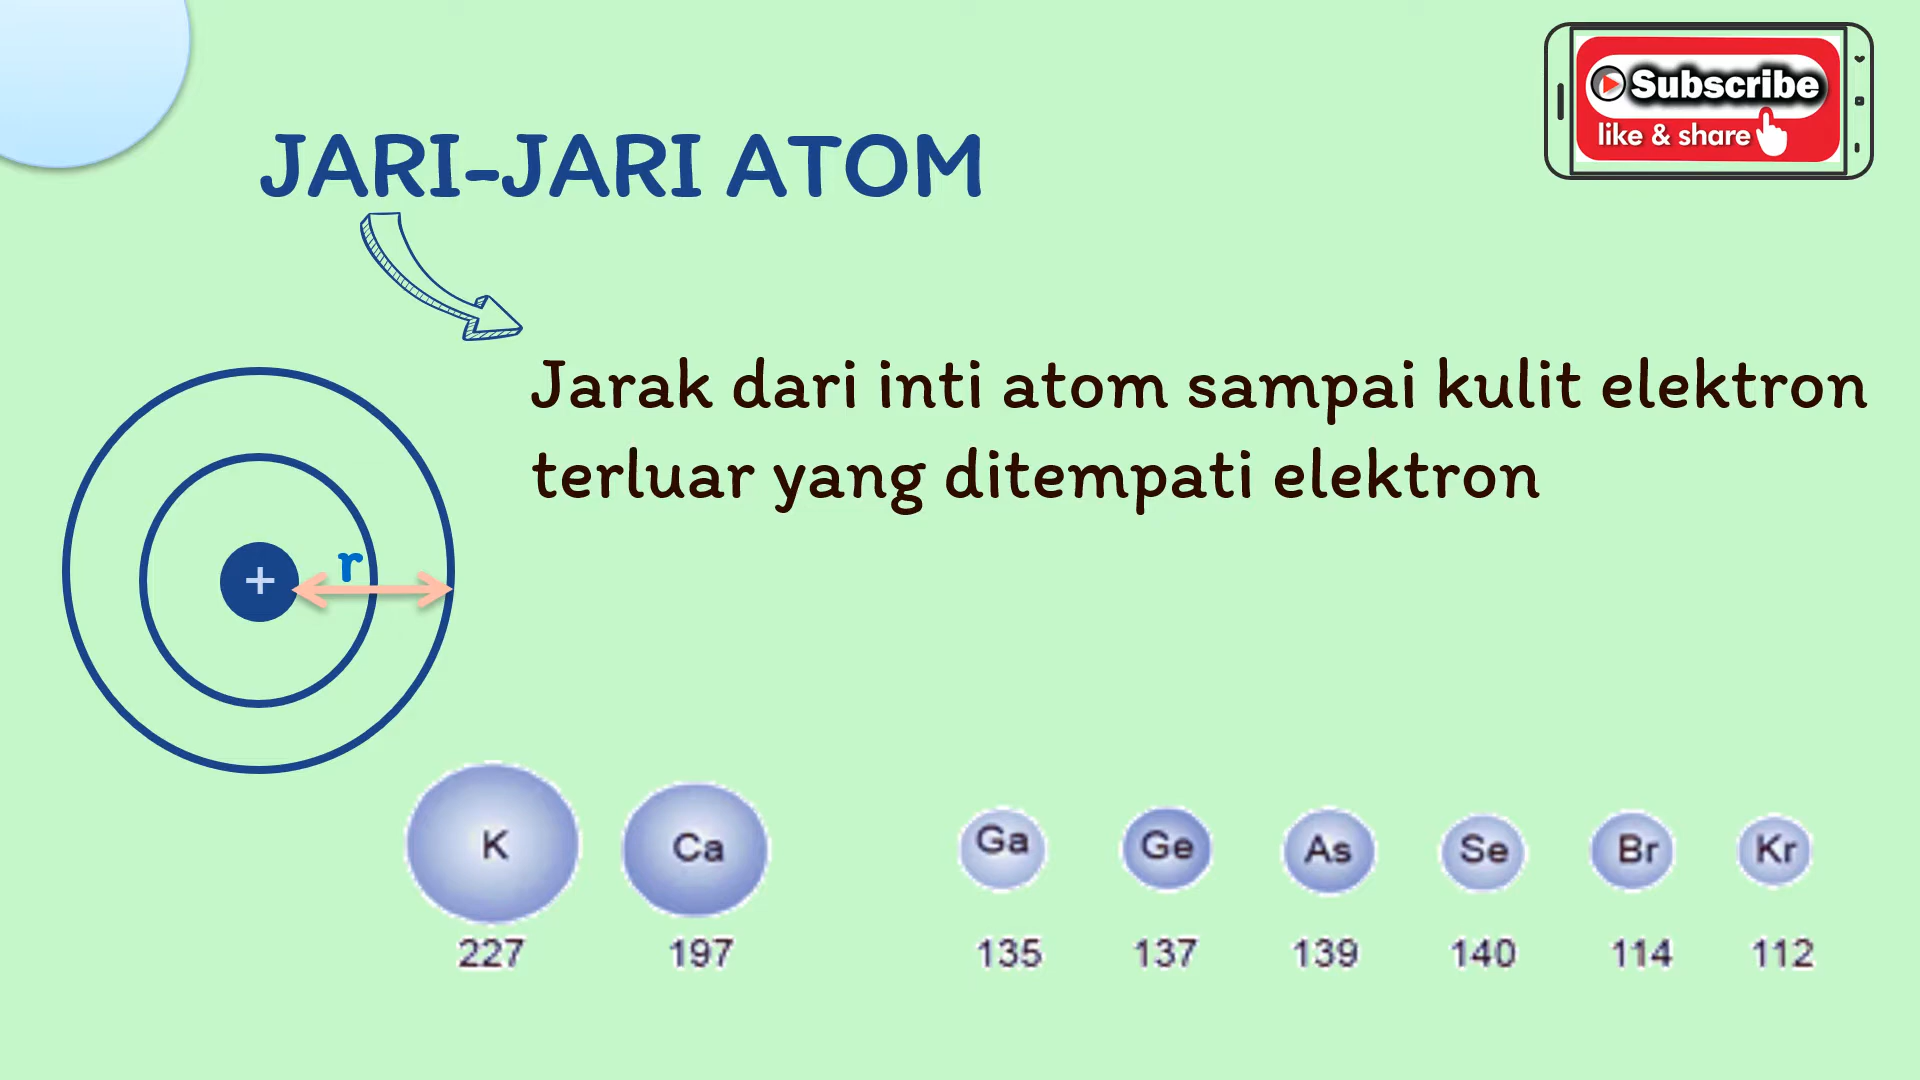 Subscribe
like & share
JARI-JARI ATOM
Jarak dari inti atom sampai kulit elektron
terluar yang ditempati elektron
+
r
K Ca Ga Ge As Se Br Kr
227 197 135 137 139 140 114 112